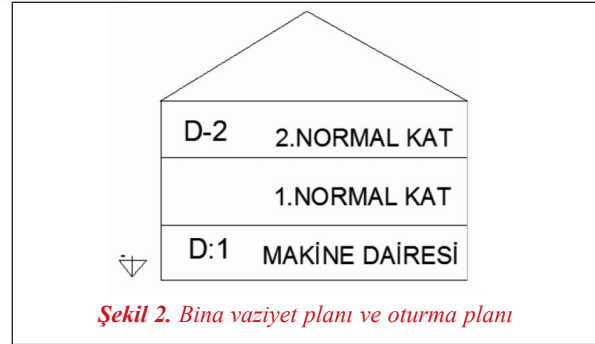 D-2 2.NORMAL KAT
1.NORMAL KAT
D:1 MAKİNE DAİRESİ
Şekil 2. Bina vaziyet planı ve oturma planı